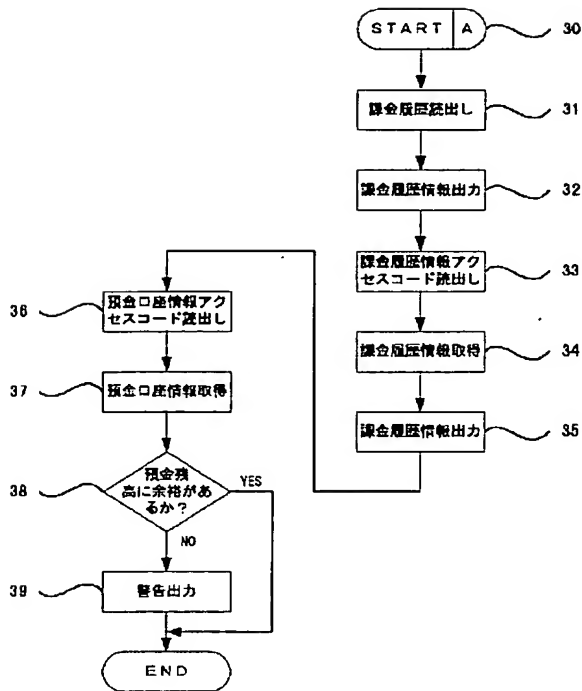 START A
30
課金履歴読出し
31
課金履歴情報出力
32
課金履歴情報アク
セスコード読出し
33
課金履歴情報取得
34
課金履歴情報出力
35
預金口座情報アク
セスコード読出し
36
預金口座情報取得
37
預金残
高に余裕があ
るか?
38
YES
NO
警告出力
39
END